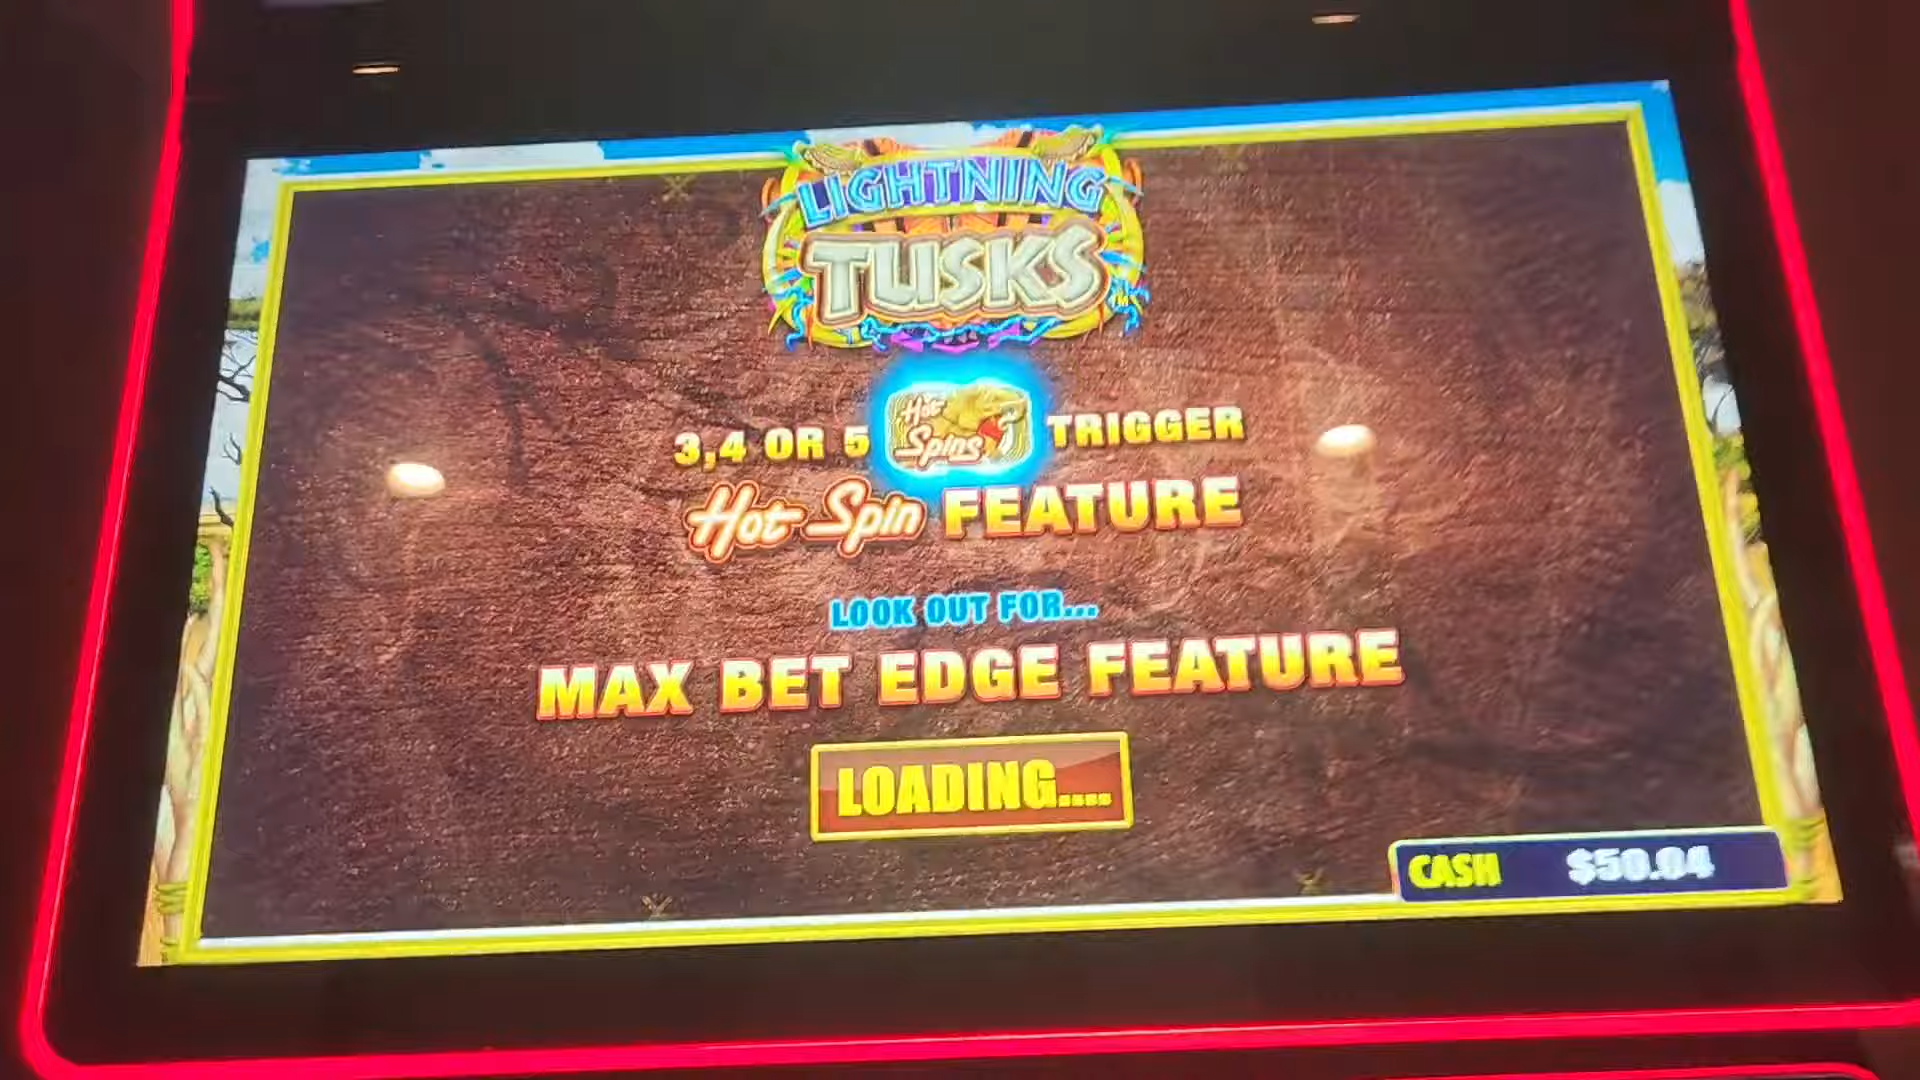 LIGHTNING
TUSKS
TM
3,4 OR 5 Hot Spins TRIGGER
Hot Spin FEATURE
LOOK OUT FOR...
MAX BET EDGE FEATURE
LOADING....
CASH $50.04